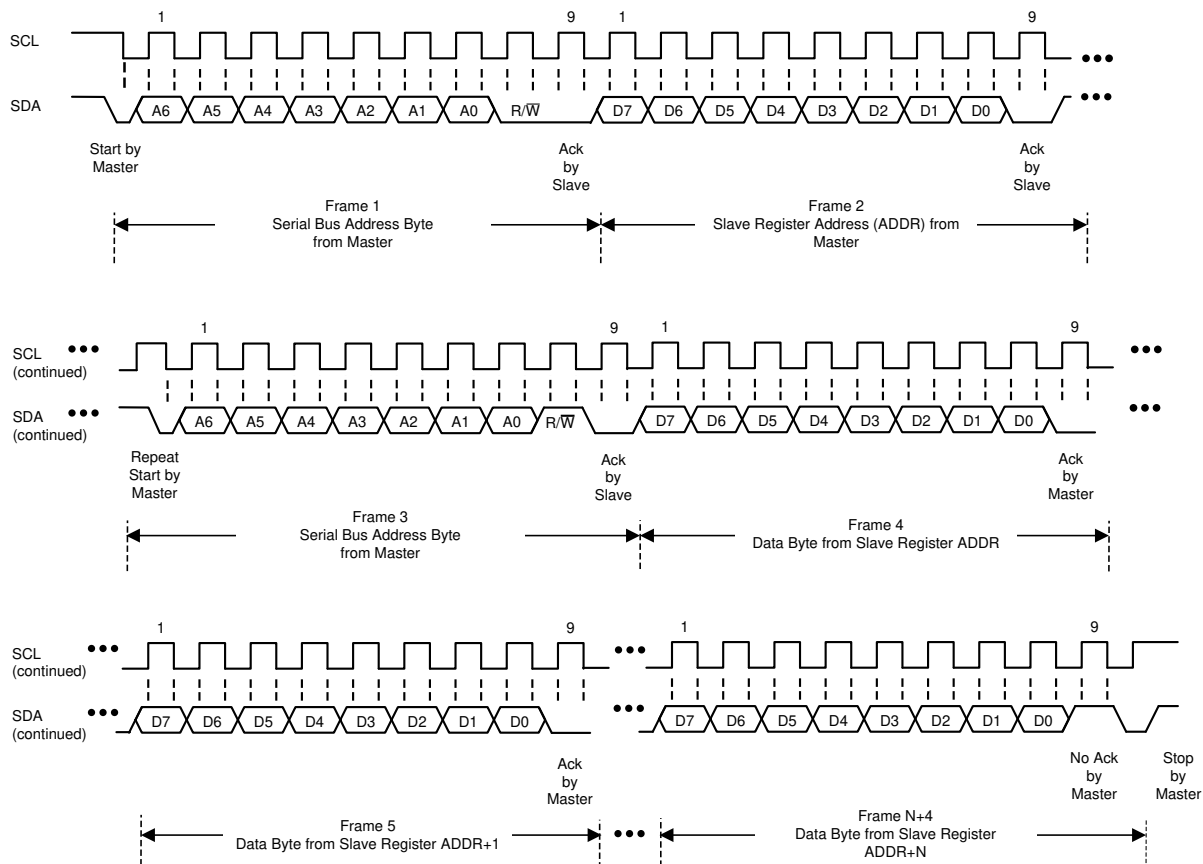 1 9 1 9
SCL
SDA A6 A5 A4 A3 A2 A1 A0 R/W̅ D7 D6 D5 D4 D3 D2 D1 D0
Start by
Master
Ack
by
Slave
Ack
by
Slave
Frame 1
Serial Bus Address Byte
from Master
Frame 2
Slave Register Address (ADDR) from
Master
1 9 1 9
SCL
(continued)
SDA
(continued)
A6 A5 A4 A3 A2 A1 A0 R/W̅ D7 D6 D5 D4 D3 D2 D1 D0
Repeat
Start by
Master
Ack
by
Slave
Ack
by
Master
Frame 3
Serial Bus Address Byte
from Master
Frame 4
Data Byte from Slave Register ADDR
1 9 1 9
SCL
(continued)
SDA
(continued)
D7 D6 D5 D4 D3 D2 D1 D0 D7 D6 D5 D4 D3 D2 D1 D0
Ack
by
Master
No Ack
by
Master
Stop
by
Master
Frame 5
Data Byte from Slave Register ADDR+1
Frame N+4
Data Byte from Slave Register
ADDR+N